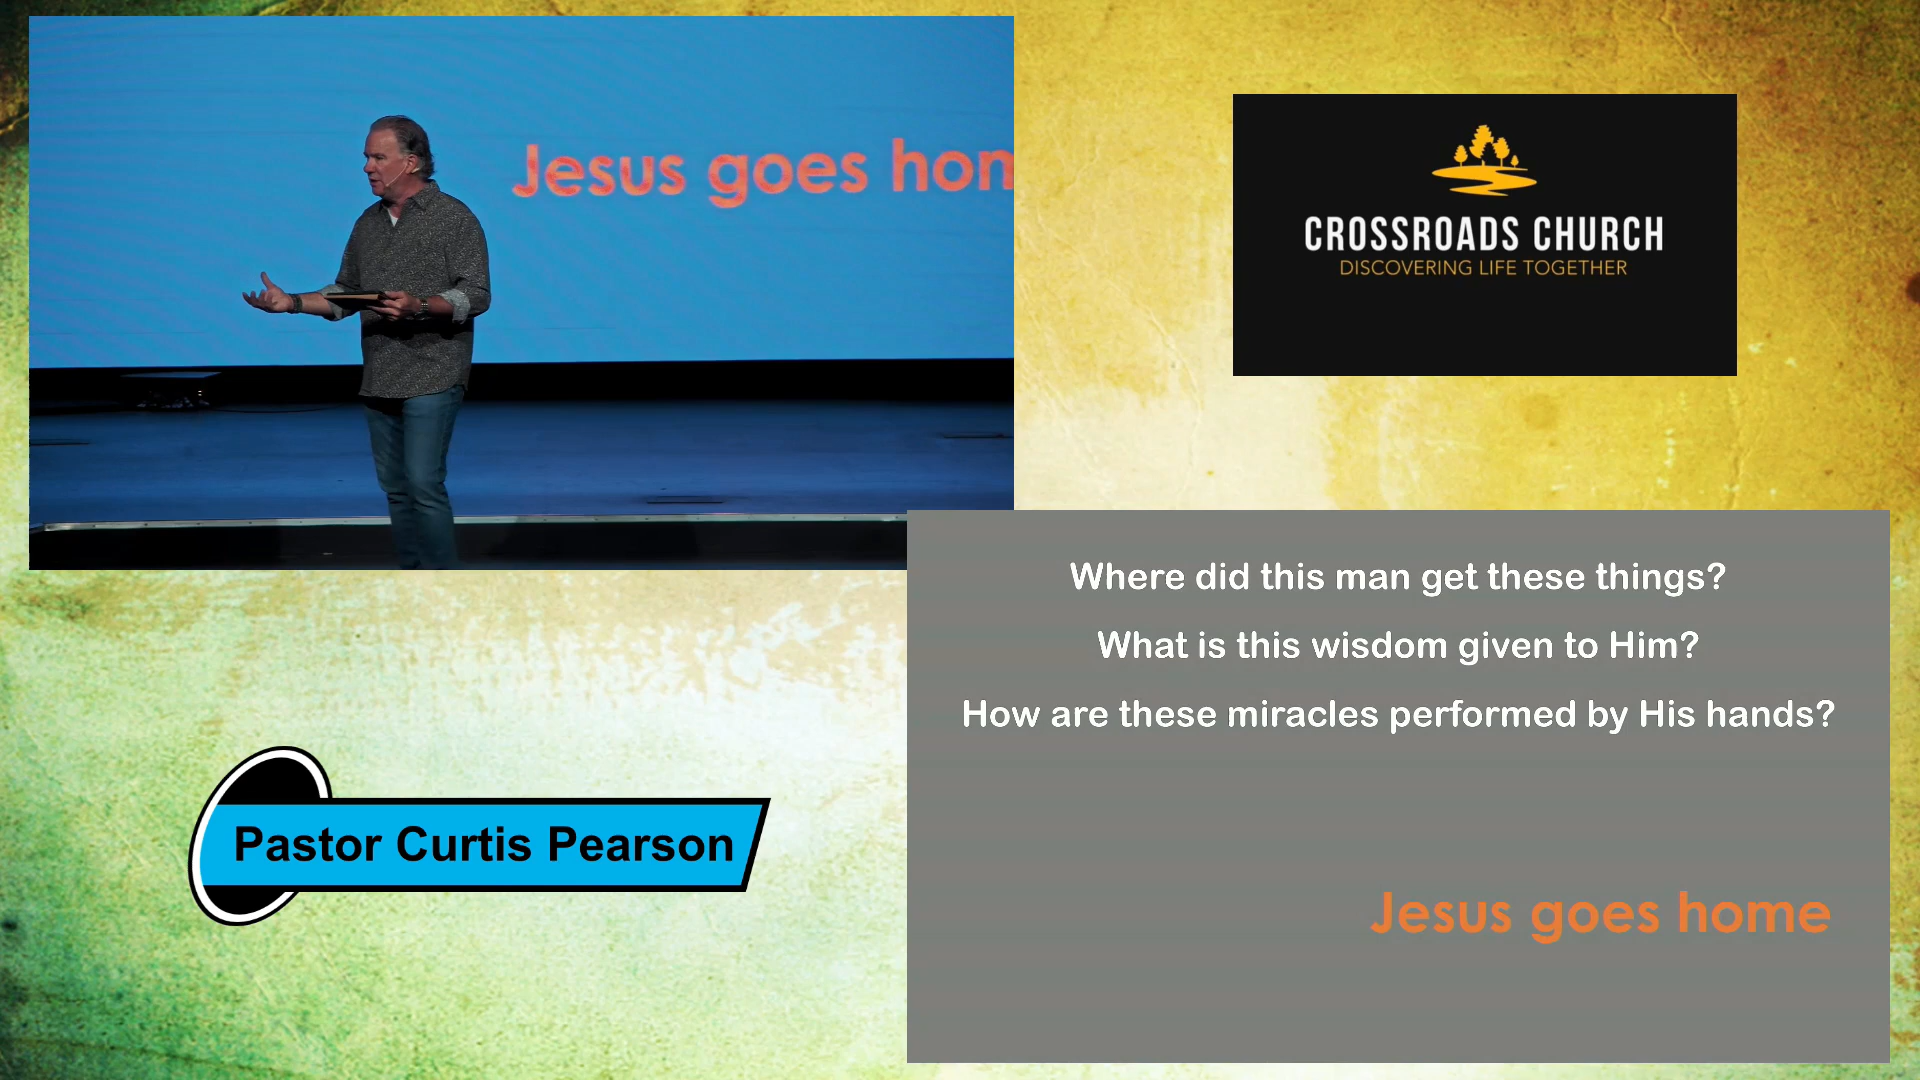 Jesus goes hom
CROSSROADS CHURCH
DISCOVERING LIFE TOGETHER
Where did this man get these things?
What is this wisdom given to Him?
How are these miracles performed by His hands?
Jesus goes home
Pastor Curtis Pearson